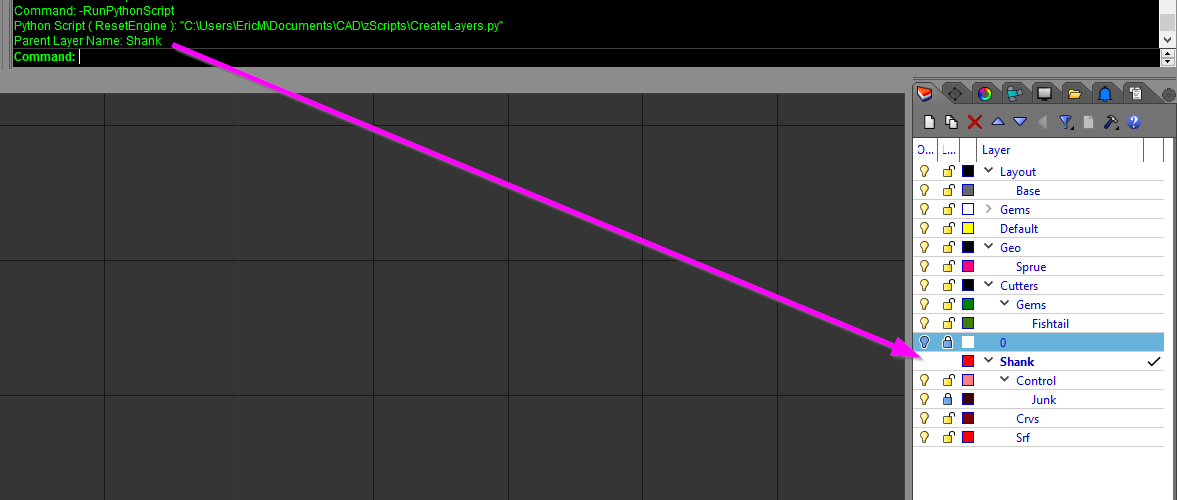 Command: -RunPythonScript
Python Script ( ResetEngine ): "C:\Users\EricM\Documents\CAD\zScripts\CreateLayers.py"
Parent Layer Name: Shank
Command:
O... L... Layer
Layout
Base
Gems
Default
Geo
Sprue
Cutters
Gems
Fishtail
0
Shank
Control
Junk
Crvs
Srf